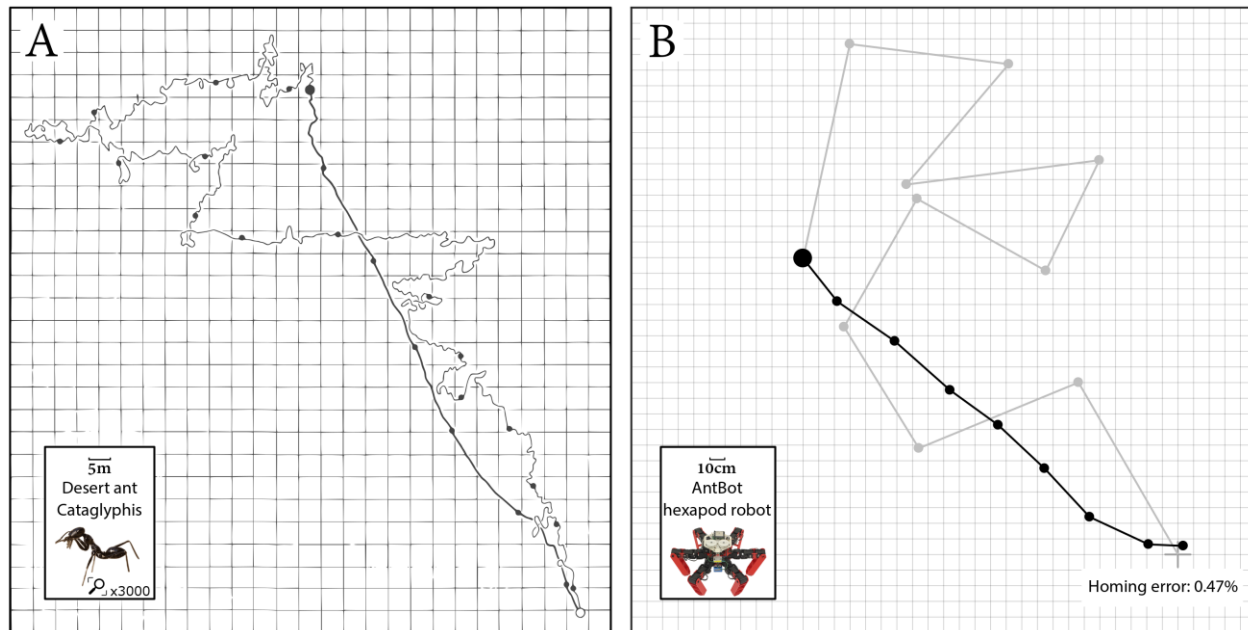 A
5m
Desert ant
Cataglyphis
x3000
B
10cm
AntBot
hexapod robot
Homing error: 0.47%